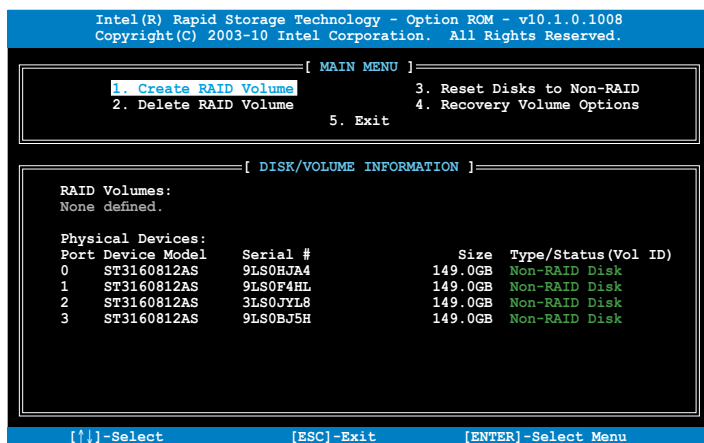 Intel(R) Rapid Storage Technology - Option ROM - v10.1.0.1008
Copyright(C) 2003-10 Intel Corporation. All Rights Reserved.
[ MAIN MENU ]
1. Create RAID Volume 3. Reset Disks to Non-RAID
2. Delete RAID Volume 4. Recovery Volume Options
5. Exit
[ DISK/VOLUME INFORMATION ]
RAID Volumes:
None defined.
Physical Devices:
Port Device Model Serial # Size Type/Status(Vol ID)
0 ST3160812AS 9LS0HJA4 149.0GB Non-RAID Disk
1 ST3160812AS 9LS0F4HL 149.0GB Non-RAID Disk
2 ST3160812AS 3LS0JYL8 149.0GB Non-RAID Disk
3 ST3160812AS 9LS0BJ5H 149.0GB Non-RAID Disk
[↑↓]-Select [ESC]-Exit [ENTER]-Select Menu